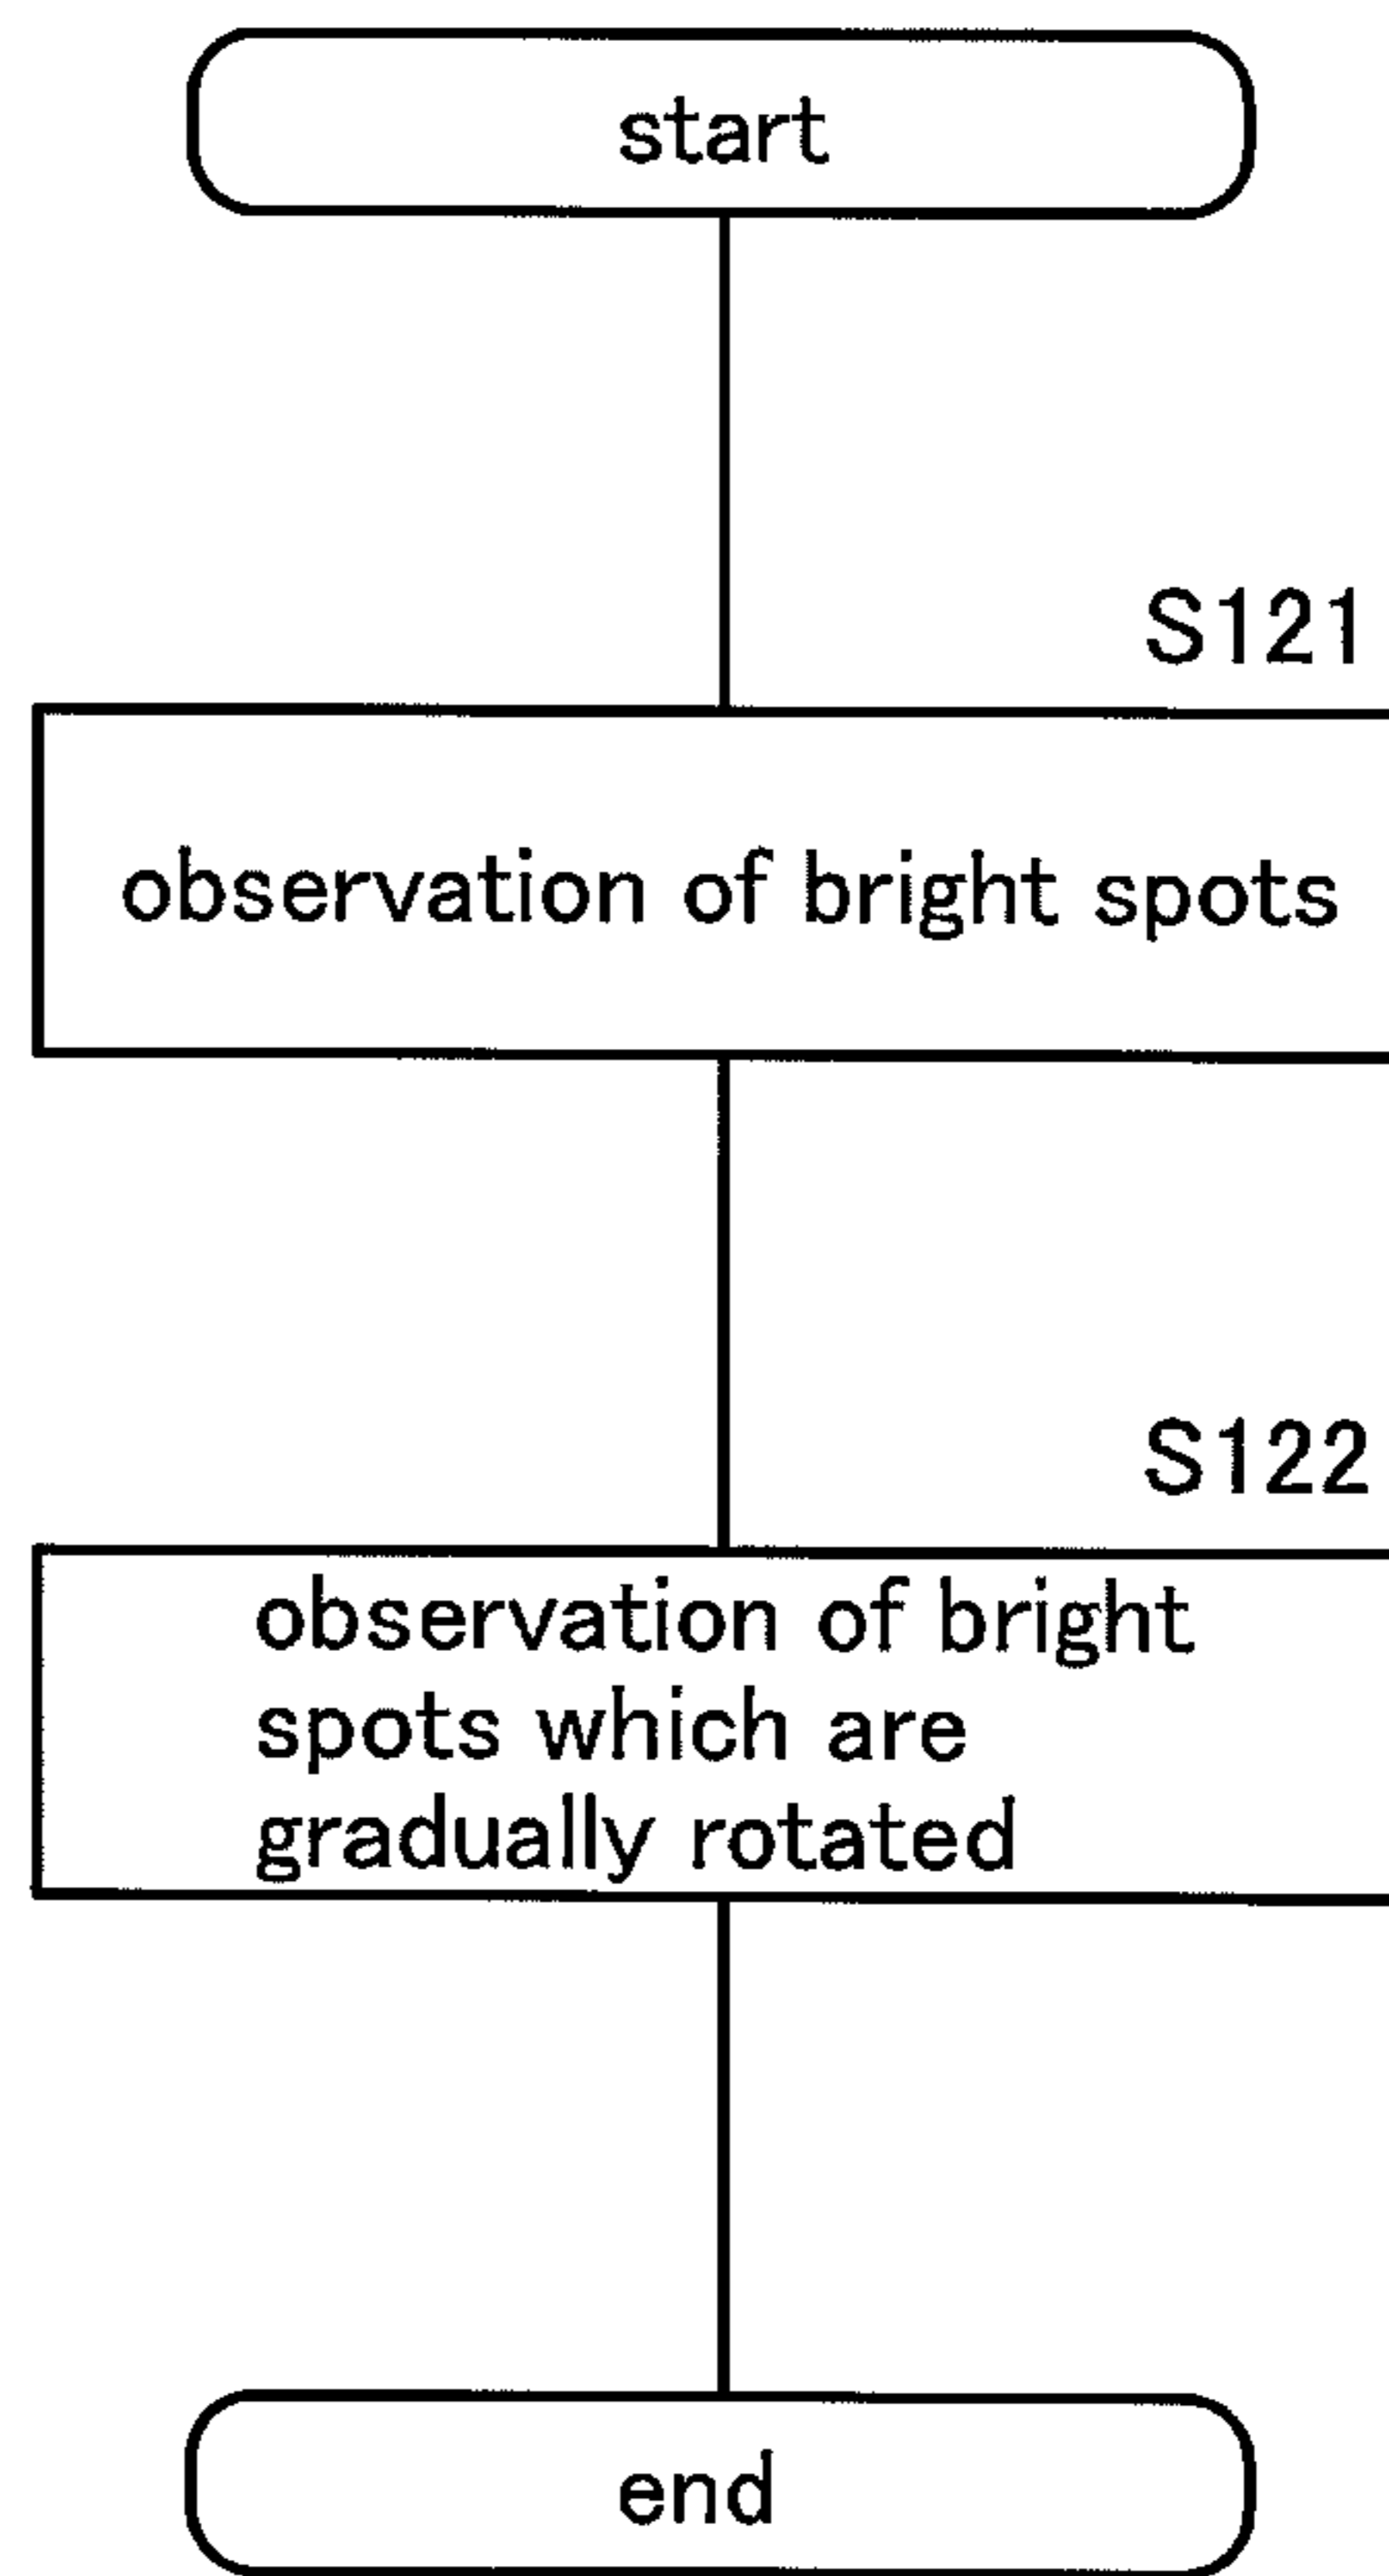 start
S121
observation of bright spots
S122
observation of bright
spots which are
gradually rotated
end